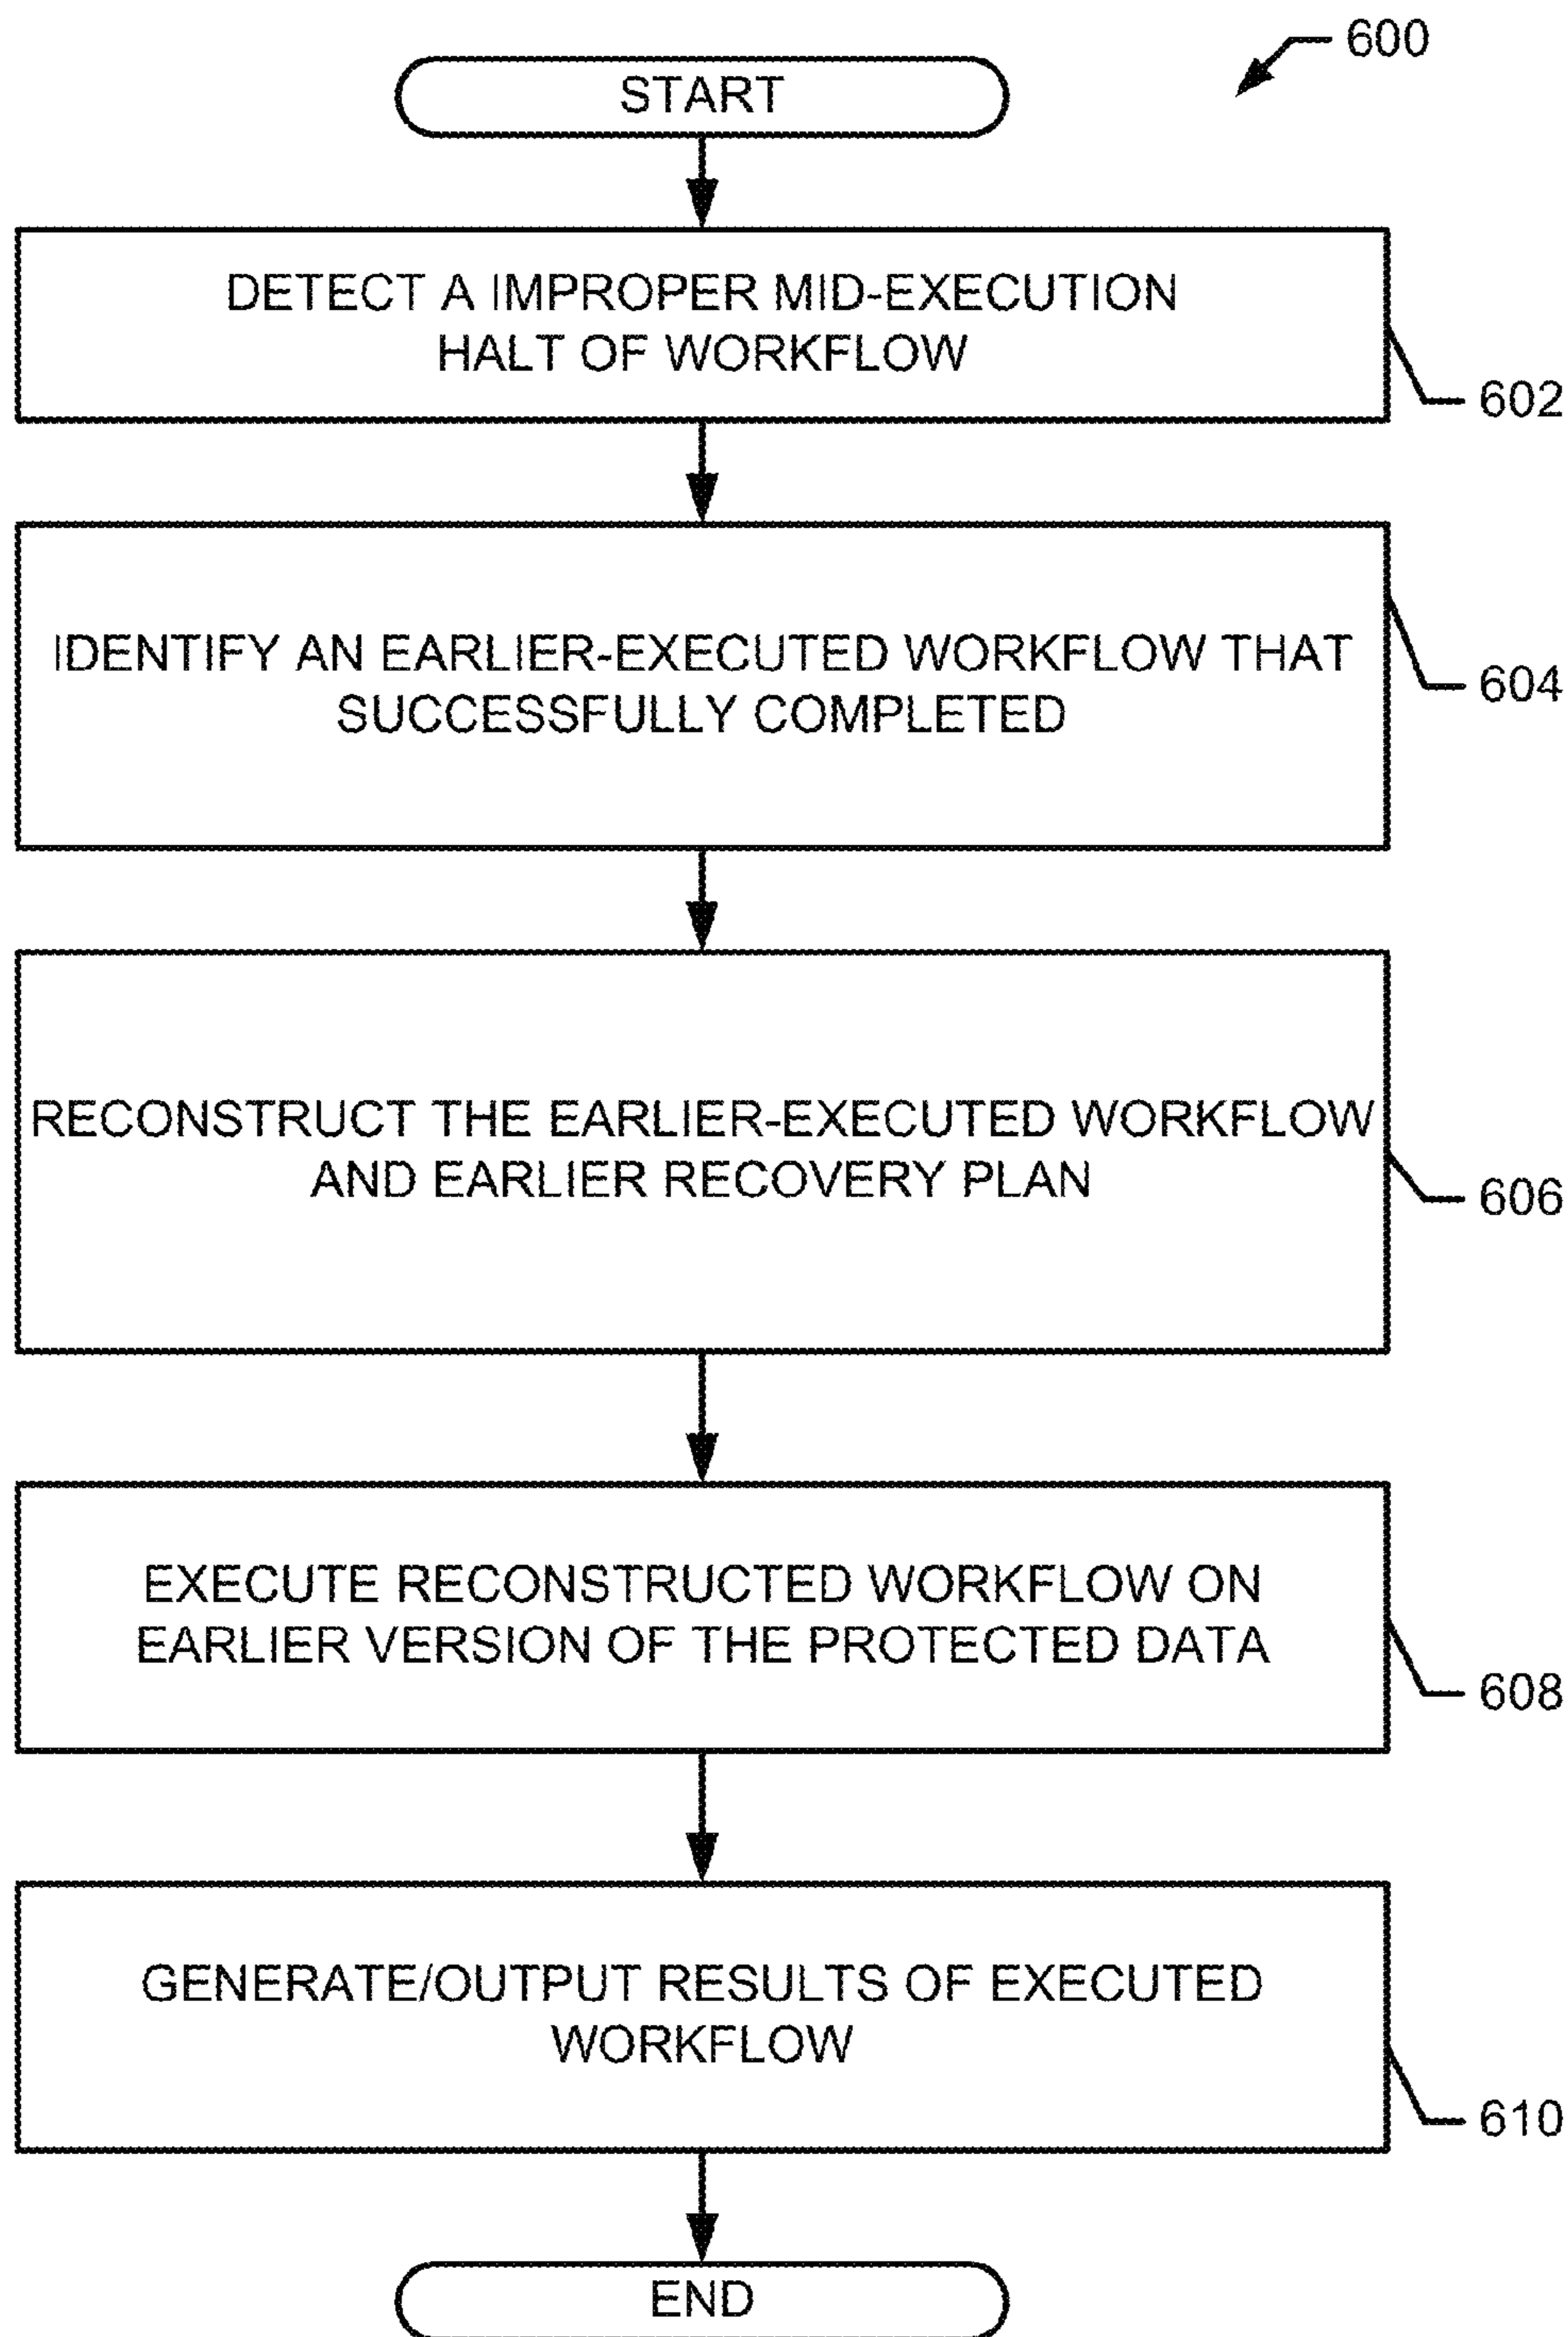 600
START
DETECT A IMPROPER MID-EXECUTION
HALT OF WORKFLOW
602
IDENTIFY AN EARLIER-EXECUTED WORKFLOW THAT
SUCCESSFULLY COMPLETED
604
RECONSTRUCT THE EARLIER-EXECUTED WORKFLOW
AND EARLIER RECOVERY PLAN
606
EXECUTE RECONSTRUCTED WORKFLOW ON
EARLIER VERSION OF THE PROTECTED DATA
608
GENERATE/OUTPUT RESULTS OF EXECUTED
WORKFLOW
610
END